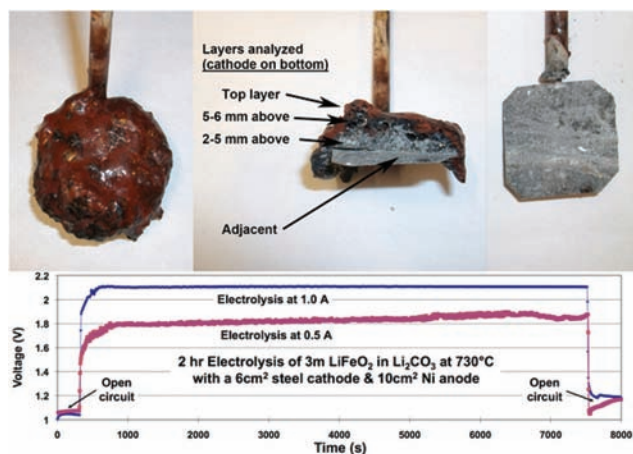 Layers analyzed
(cathode on bottom)
Top layer
5-6 mm above
2-5 mm above
Adjacent
2.2
2
1.8
1.6
1.4
1.2
1
Voltage (V)
Electrolysis at 1.0 A
Electrolysis at 0.5 A
2 hr Electrolysis of 3m LiFeO₂ in Li₂CO₃ at 730°C
with a 6cm² steel cathode & 10cm² Ni anode
Open
circuit
Open
circuit
0
1000
2000
3000
4000
5000
6000
7000
8000
Time (s)